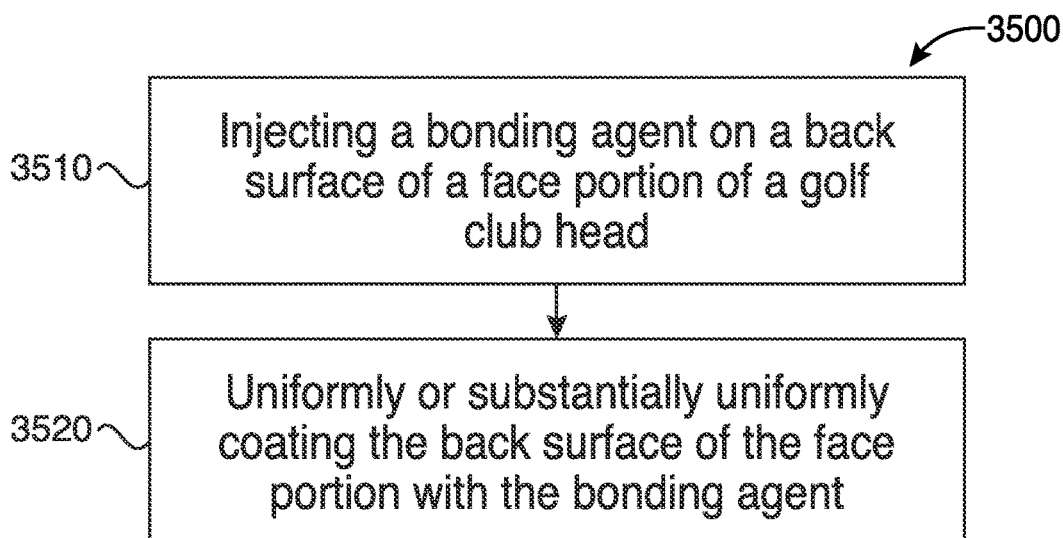 3500
3510
Injecting a bonding agent on a back
surface of a face portion of a golf
club head
3520
Uniformly or substantially uniformly
coating the back surface of the face
portion with the bonding agent